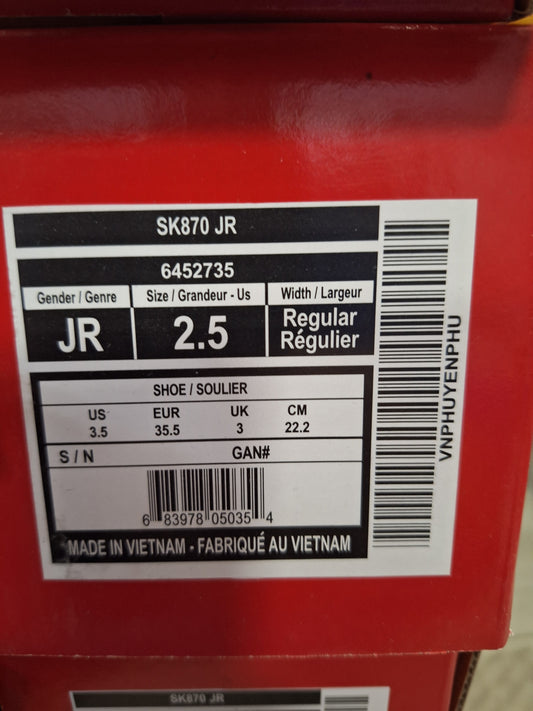 SK870 JR
6452735
Gender / Genre Size / Grandeur - Us Width / Largeur
JR 2.5 Regular
Régulier
SHOE / SOULIER
US EUR UK CM
3.5 35.5 3 22.2
S / N GAN#
6 83978 05035 4
MADE IN VIETNAM - FABRIQUÉ AU VIETNAM
VNPHUYENPHU
SK870 JR